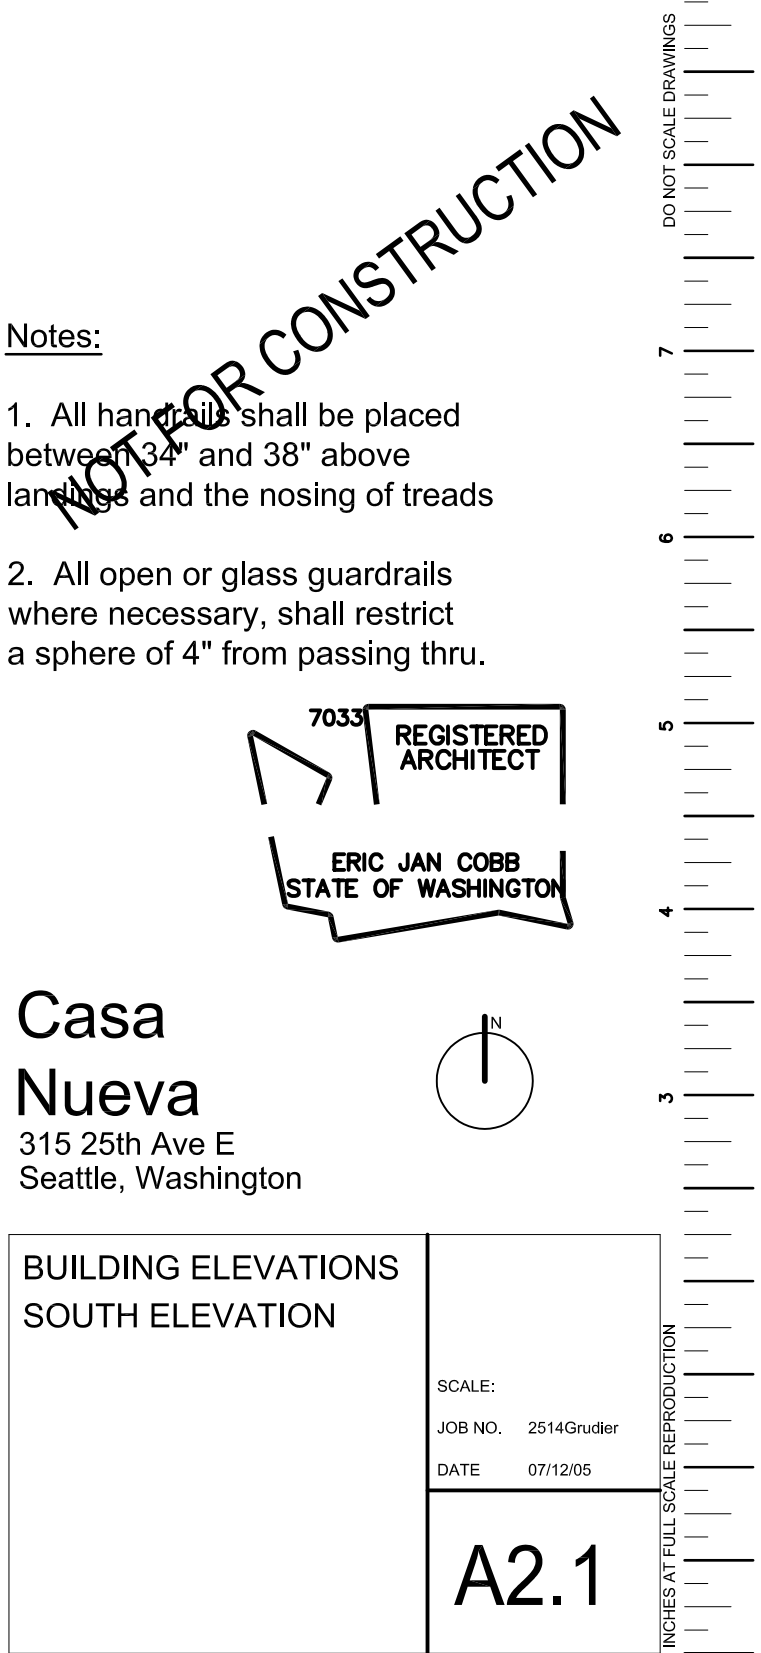 DO NOT SCALE DRAWINGS
NOT FOR CONSTRUCTION
Notes:
1. All handrails shall be placed
between 34" and 38" above
landings and the nosing of treads
2. All open or glass guardrails
where necessary, shall restrict
a sphere of 4" from passing thru.
7033
REGISTERED
ARCHITECT
ERIC JAN COBB
STATE OF WASHINGTON
Casa
Nueva
315 25th Ave E
Seattle, Washington
N
BUILDING ELEVATIONS
SOUTH ELEVATION
SCALE:
JOB NO. 2514Grudier
DATE 07/12/05
A2.1
7
6
5
4
3
INCHES AT FULL SCALE REPRODUCTION